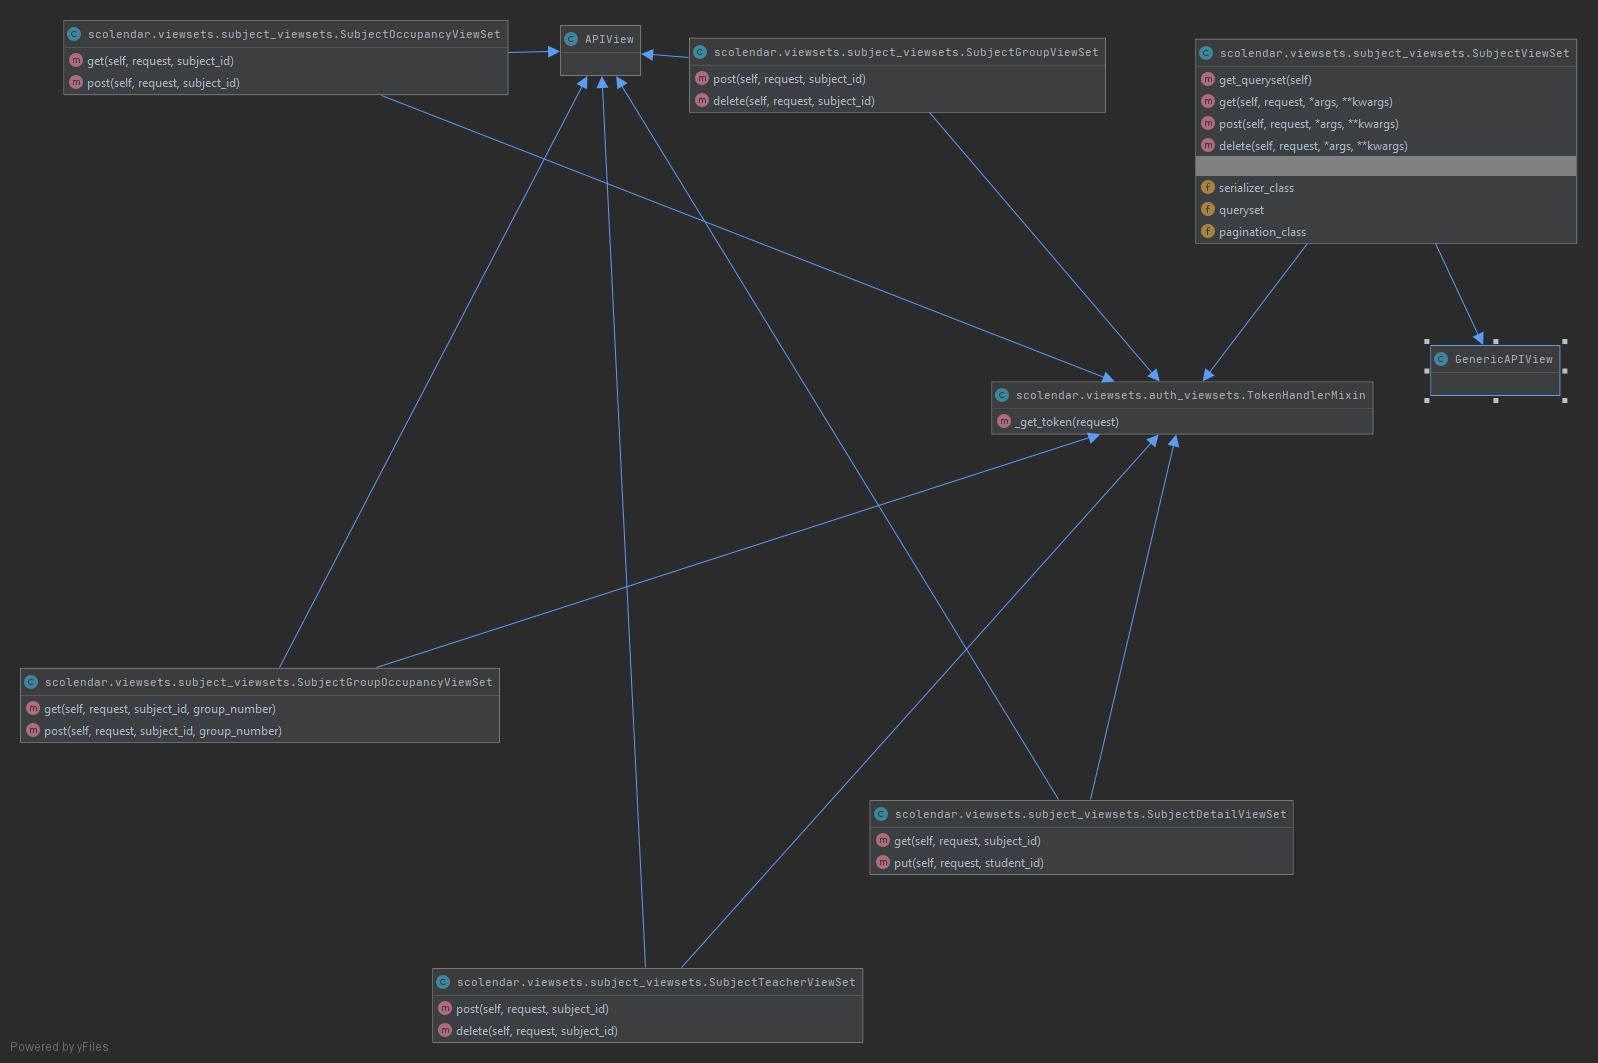 scolendar.viewsets.subject_viewsets.SubjectOccupancyViewSet
get(self, request, subject_id)
post(self, request, subject_id)
APIView
scolendar.viewsets.subject_viewsets.SubjectGroupViewSet
post(self, request, subject_id)
delete(self, request, subject_id)
scolendar.viewsets.subject_viewsets.SubjectViewSet
get_queryset(self)
get(self, request, *args, **kwargs)
post(self, request, *args, **kwargs)
delete(self, request, *args, **kwargs)
serializer_class
queryset
pagination_class
GenericAPIView
scolendar.viewsets.auth_viewsets.TokenHandlerMixin
_get_token(request)
scolendar.viewsets.subject_viewsets.SubjectGroupOccupancyViewSet
get(self, request, subject_id, group_number)
post(self, request, subject_id, group_number)
scolendar.viewsets.subject_viewsets.SubjectDetailViewSet
get(self, request, subject_id)
put(self, request, student_id)
scolendar.viewsets.subject_viewsets.SubjectTeacherViewSet
post(self, request, subject_id)
delete(self, request, subject_id)
Powered by yFiles